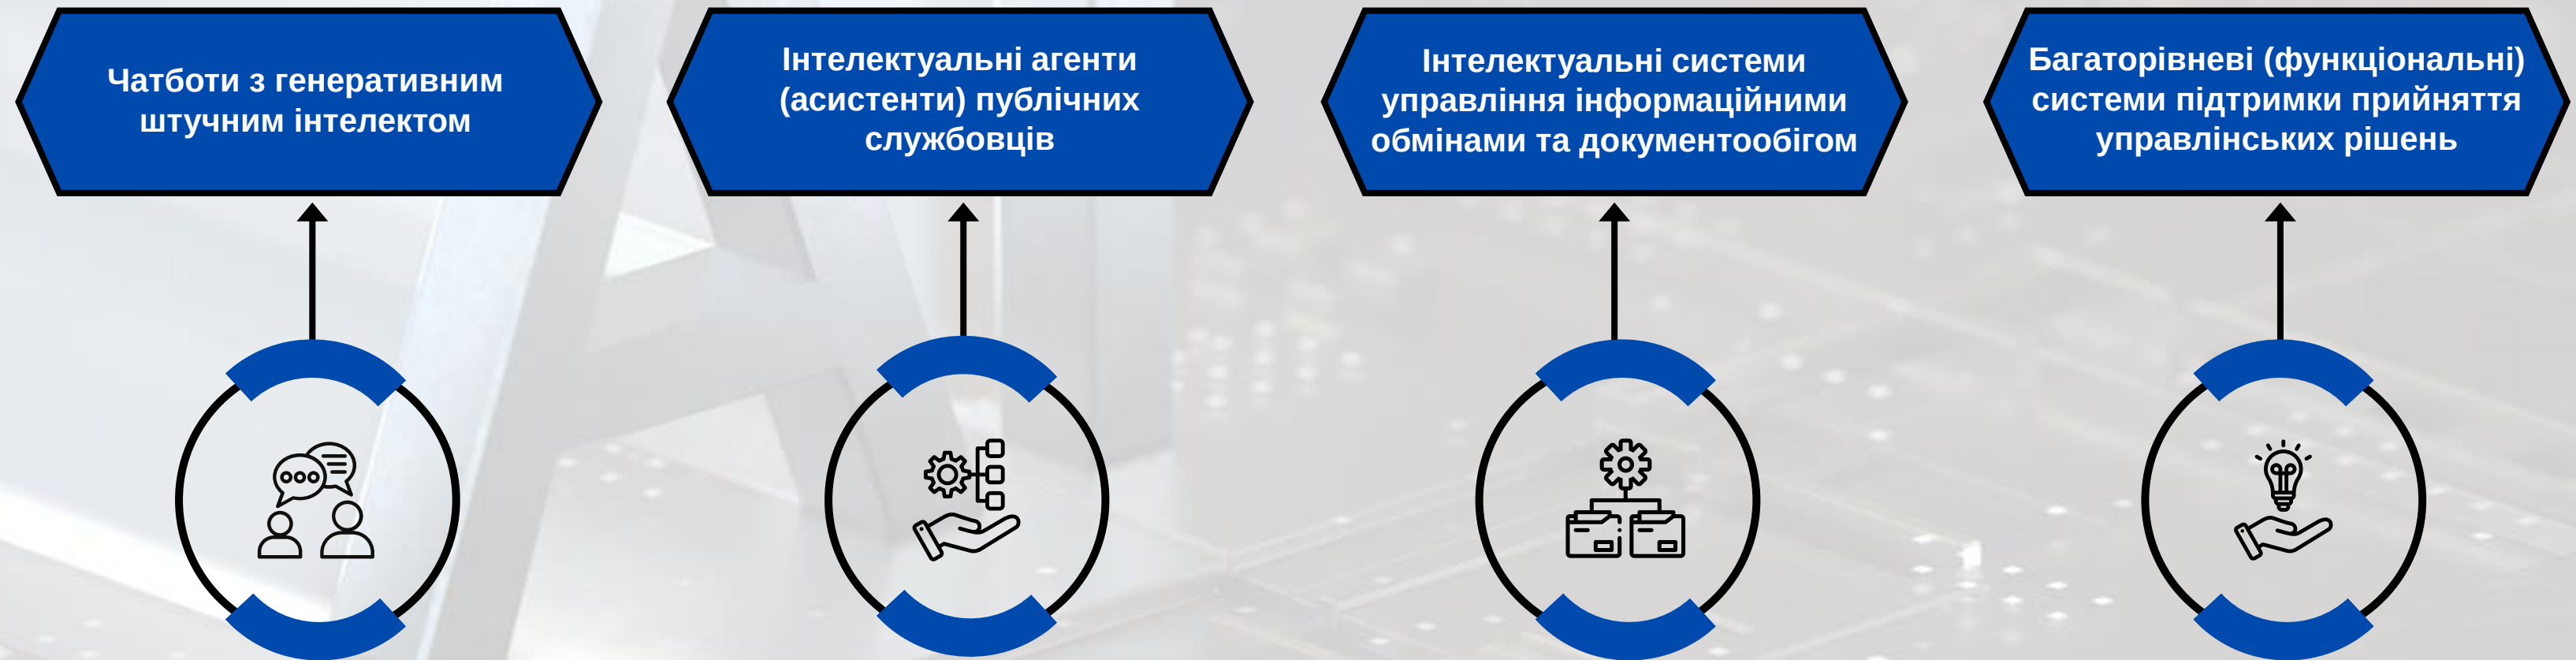 Чатботи з генеративним
штучним інтелектом
Інтелектуальні агенти
(асистенти) публічних
службовців
Інтелектуальні системи
управління інформаційними
обмінами та документообігом
Багаторівневі (функціональні)
системи підтримки прийняття
управлінських рішень